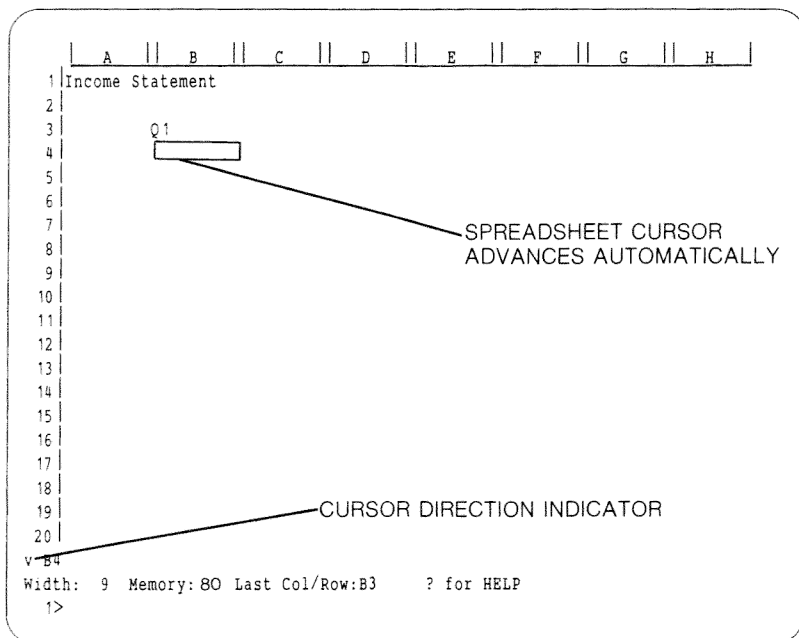 A B C D E F G H
1 Income Statement
2
3 Q1
4
5
6
7
SPREADSHEET CURSOR
8
ADVANCES AUTOMATICALLY
9
10
11
12
13
14
15
16
17
18
19
CURSOR DIRECTION INDICATOR
20
v B4
Width: 9 Memory: 80 Last Col/Row:B3 ? for HELP
1>